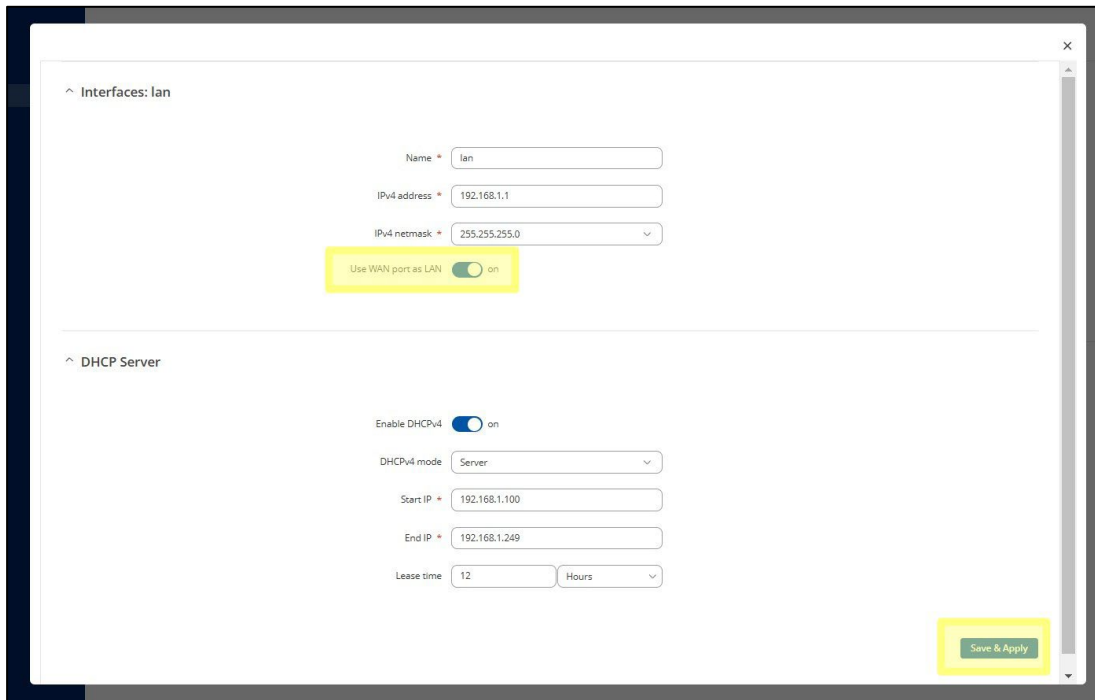 Interfaces: lan
Name * lan
IPv4 address * 192.168.1.1
IPv4 netmask * 255.255.255.0
Use WAN port as LAN on
DHCP Server
Enable DHCPv4 on
DHCPv4 mode Server
Start IP * 192.168.1.100
End IP * 192.168.1.249
Lease time 12 Hours
Save & Apply